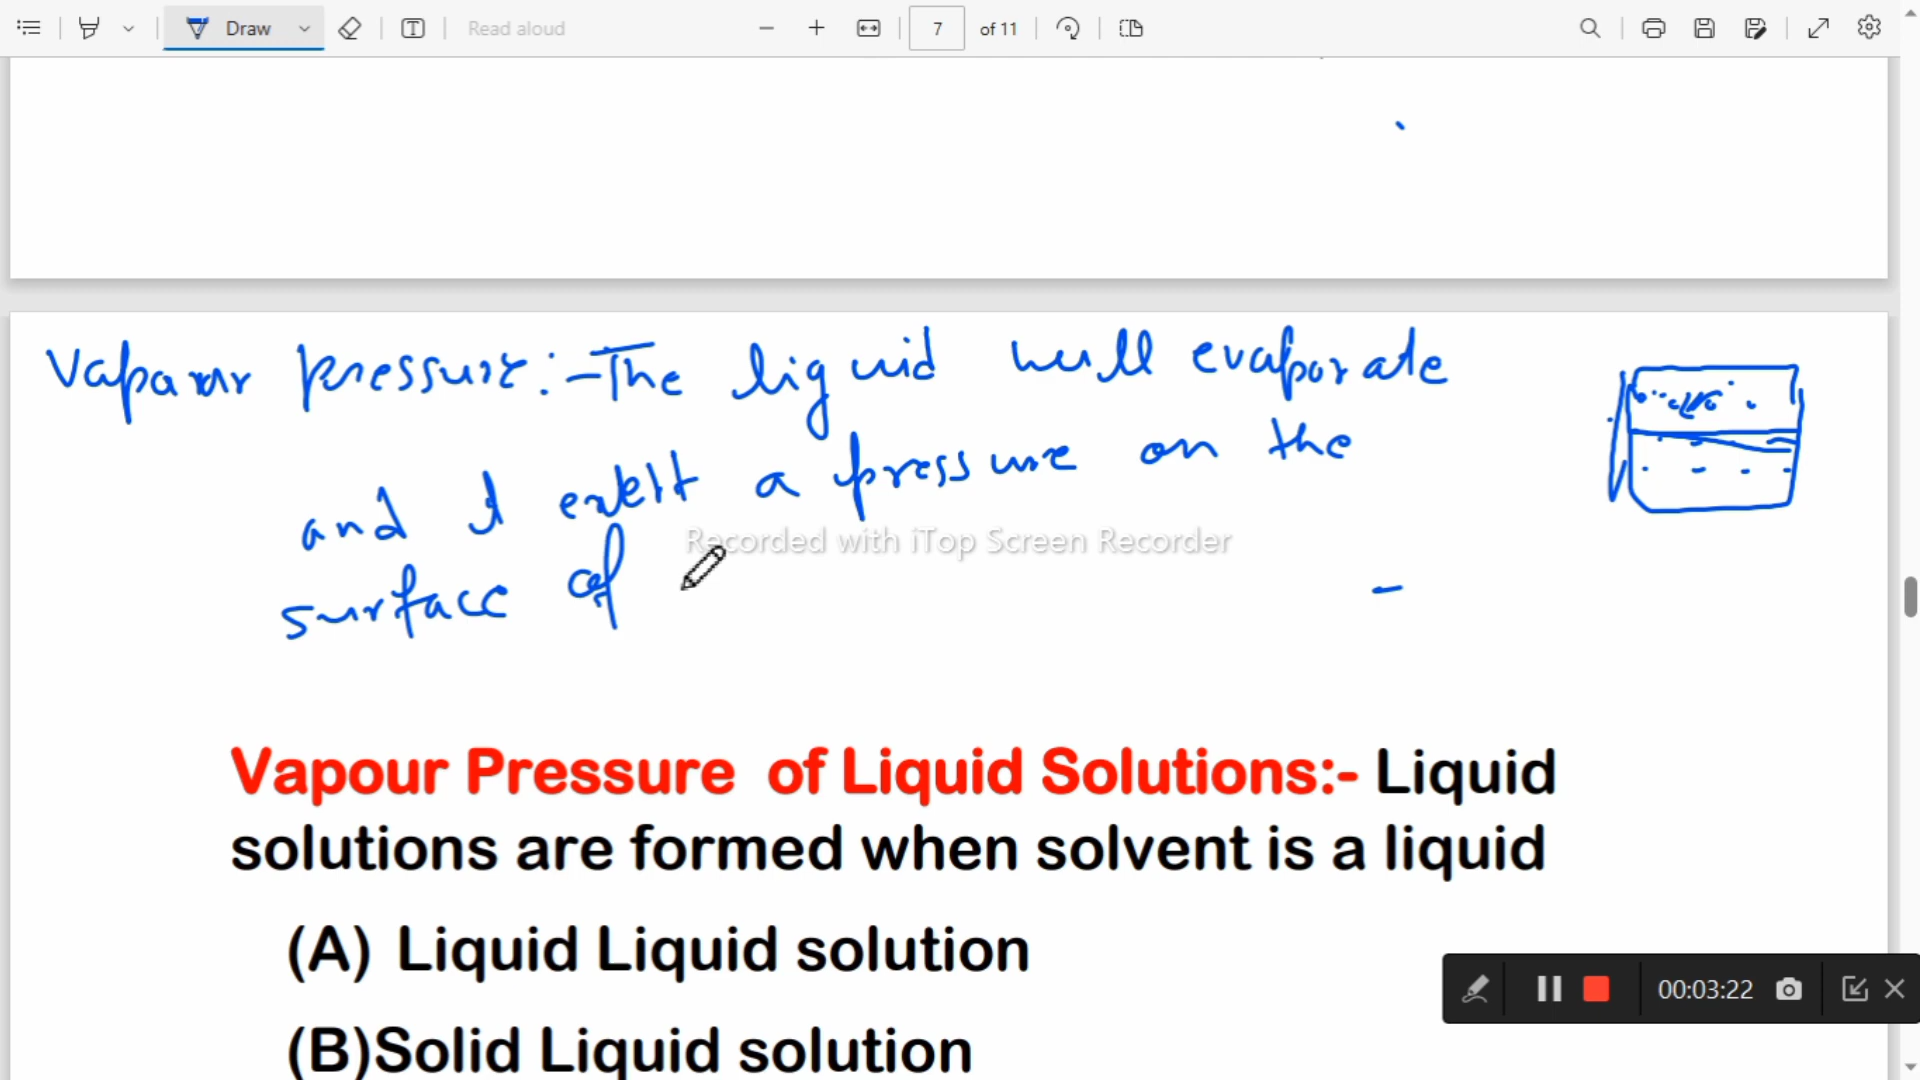 Draw
Read aloud
7 of 11
Vapour pressure:- The liquid will evaporate
and exert a pressure on the
Recorded with iTop Screen Recorder
surface of
Vapour Pressure of Liquid Solutions:- Liquid
solutions are formed when solvent is a liquid
(A) Liquid Liquid solution
00:03:22
(B)Solid Liquid solution